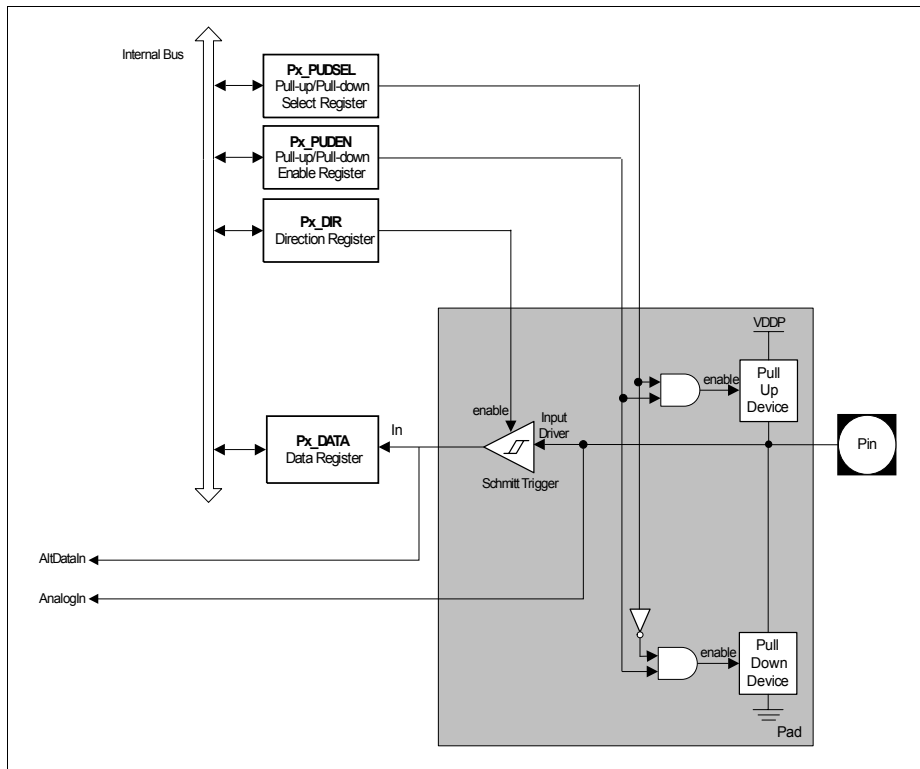 Internal Bus
Px_PUDSEL
Pull-up/Pull-down
Select Register
Px_PUDEN
Pull-up/Pull-down
Enable Register
Px_DIR
Direction Register
VDDP
Pull
Up
Device
enable
enable
Input
Driver
In
Px_DATA
Data Register
Schmitt Trigger
Pin
AltDataIn
AnalogIn
enable
Pull
Down
Device
Pad